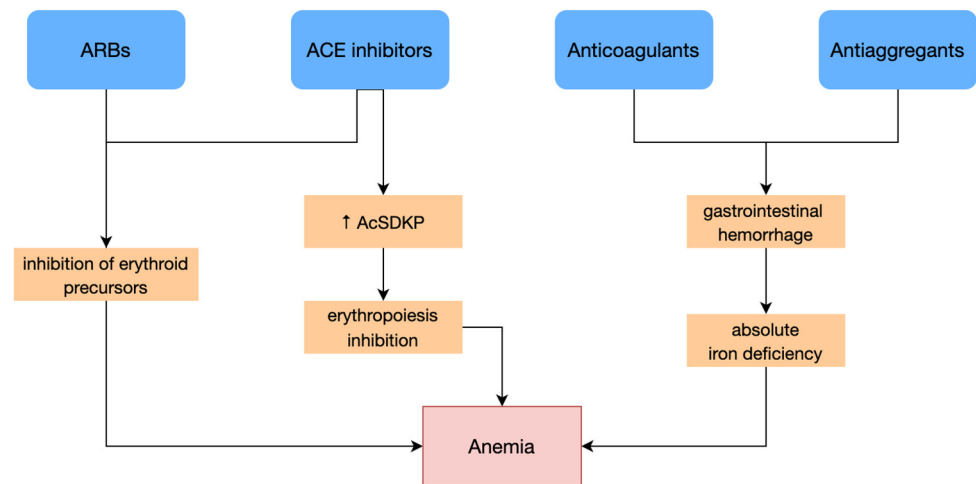 ARBs
ACE inhibitors
Anticoagulants
Antiaggregants
↑ AcSDKP
gastrointestinal
hemorrhage
inhibition of erythroid
precursors
erythropoiesis
inhibition
absolute
iron deficiency
Anemia